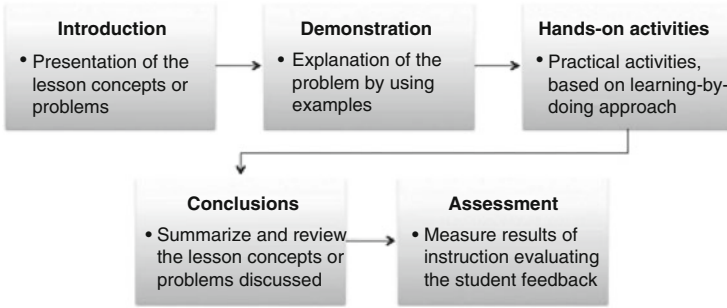 Introduction
• Presentation of the
lesson concepts or
problems
Demonstration
• Explanation of the
problem by using
examples
Hands-on activities
• Practical activities,
based on learning-by-
doing approach
Conclusions
• Summarize and review
the lesson concepts or
problems discussed
Assessment
• Measure results of
instruction evaluating
the student feedback